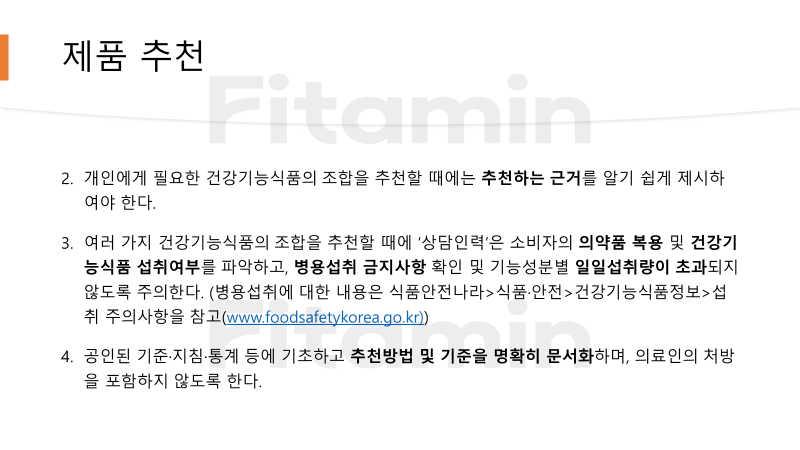 제품 추천
Fitamin
2. 개인에게 필요한 건강기능식품의 조합을 추천할 때에는 추천하는 근거를 알기 쉽게 제시하
여야 한다.
3. 여러 가지 건강기능식품의 조합을 추천할 때에 ‘상담인력’은 소비자의 의약품 복용 및 건강기
능식품 섭취여부를 파악하고, 병용섭취 금지사항 확인 및 기능성분별 일일섭취량이 초과되지
않도록 주의한다. (병용섭취에 대한 내용은 식품안전나라>식품·안전>건강기능식품정보>섭
취 주의사항을 참고(www.foodsafetykorea.go.kr))
Fitamin
4. 공인된 기준·지침·통계 등에 기초하고 추천방법 및 기준을 명확히 문서화하며, 의료인의 처방
을 포함하지 않도록 한다.